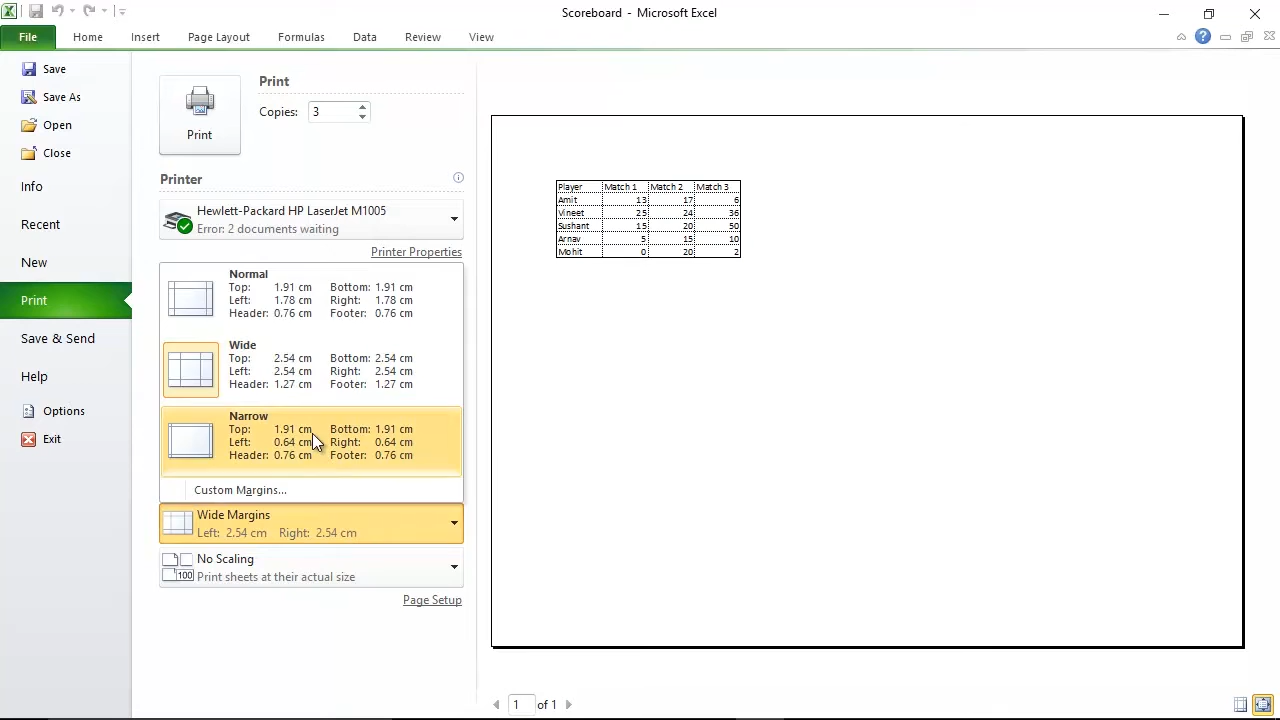 Scoreboard - Microsoft Excel
File Home Insert Page Layout Formulas Data Review View
Save
Save As
Open
Close
Info
Recent
New
Print
Save & Send
Help
Options
Exit
Print
Print
Copies: 3
Printer
Hewlett-Packard HP LaserJet M1005
Error: 2 documents waiting
Printer Properties
Normal
Top: 1.91 cm Bottom: 1.91 cm
Left: 1.78 cm Right: 1.78 cm
Header: 0.76 cm Footer: 0.76 cm
Wide
Top: 2.54 cm Bottom: 2.54 cm
Left: 2.54 cm Right: 2.54 cm
Header: 1.27 cm Footer: 1.27 cm
Narrow
Top: 1.91 cm Bottom: 1.91 cm
Left: 0.64 cm Right: 0.64 cm
Header: 0.76 cm Footer: 0.76 cm
Custom Margins...
Wide Margins
Left: 2.54 cm Right: 2.54 cm
No Scaling
100 Print sheets at their actual size
Page Setup
Player Match 1 Match 2 Match 3
Amit 13 17 6
Vineet 25 24 36
Sushant 15 20 50
Arnav 5 15 10
Mohit 0 20 2
1 of 1